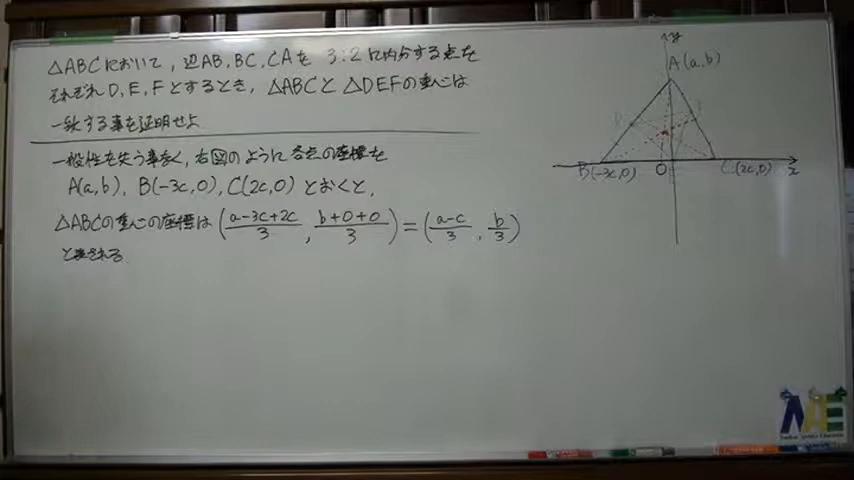 △ABCにおいて, 辺AB, BC, CAを 3:2に内分する点を
それぞれ D, E, F とするとき, △ABCと △DEFの重心は
一致する事を証明せよ
一般性を失う事なく, 右図のように 各点の座標を
A(a,b), B(-3c,0), C(2c,0) とおくと,
△ABCの重心の座標は (a-3c+2c/3, b+0+0/3) = (a-c/3, b/3)
と表される
y
A(a,b)
D
B(-3c,0) O C(2c,0) x